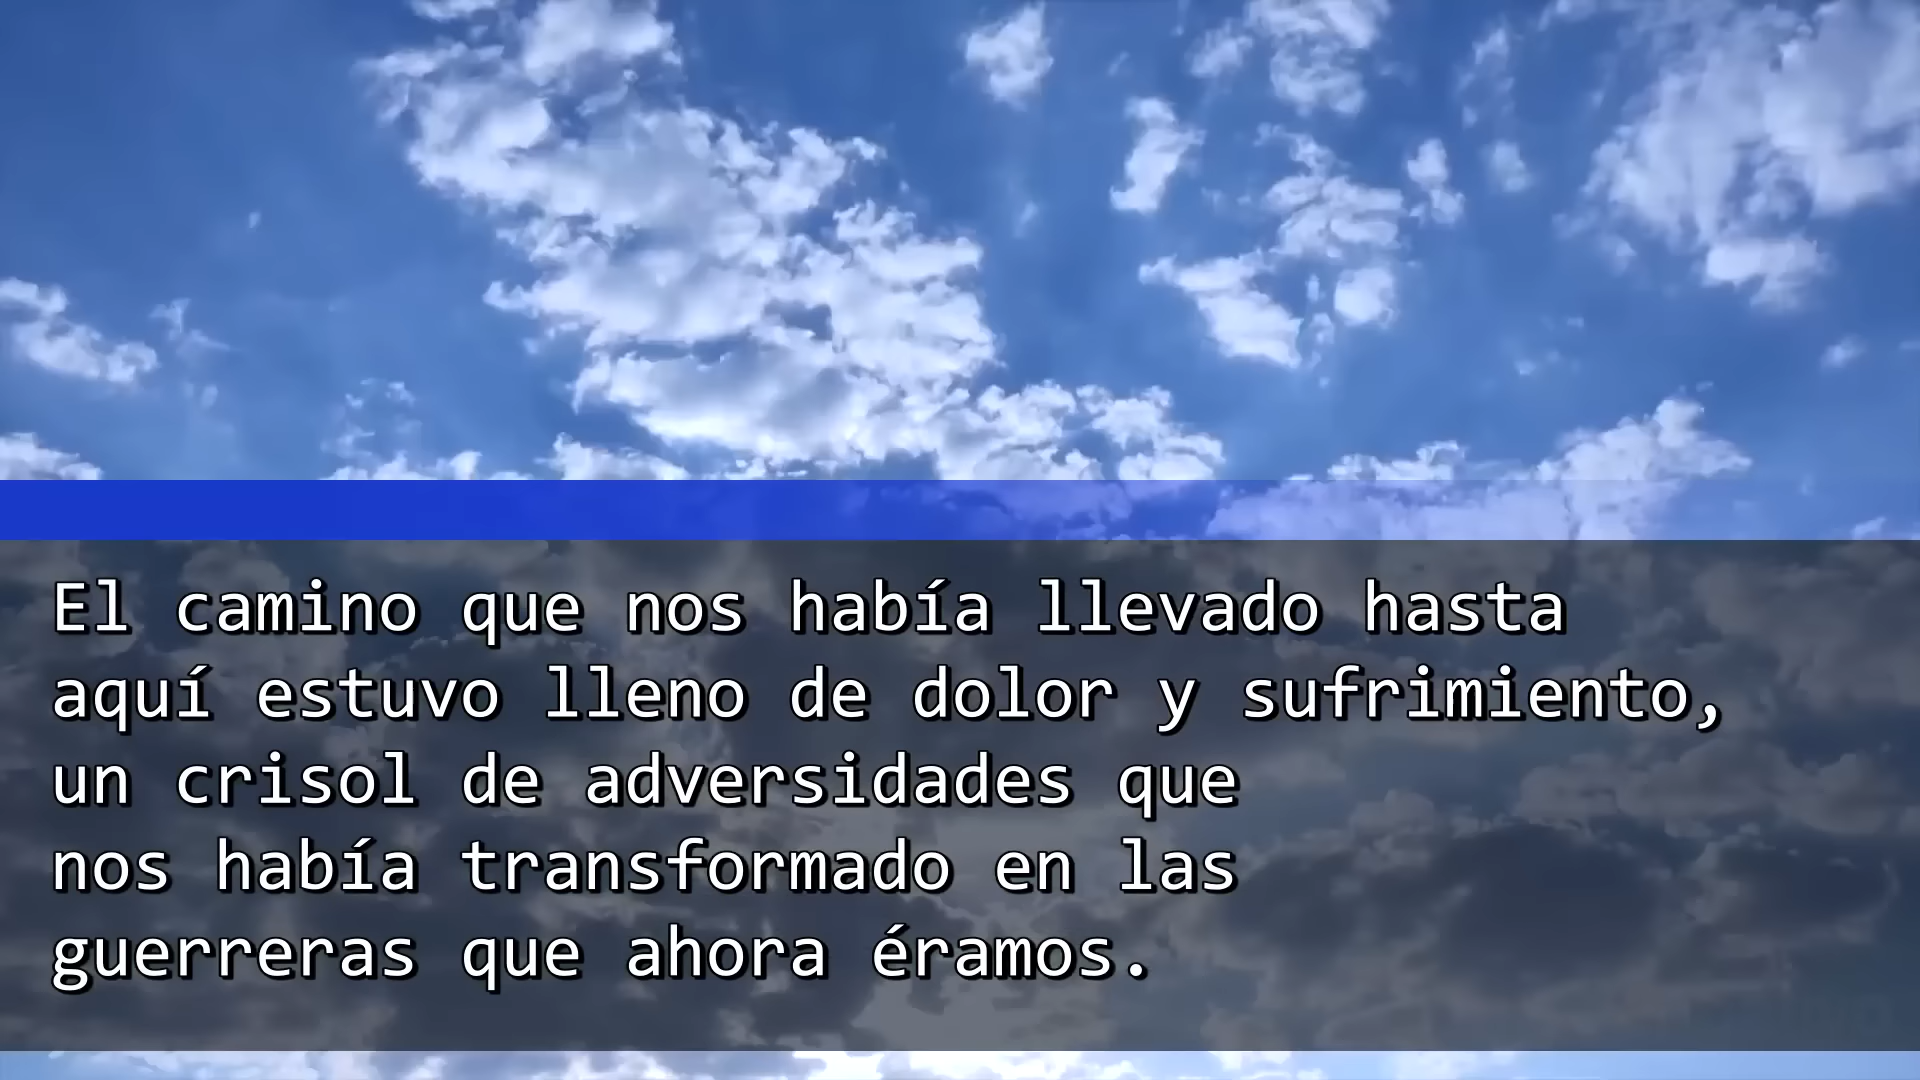 El camino que nos había llevado hasta
aquí estuvo lleno de dolor y sufrimiento,
un crisol de adversidades que
nos había transformado en las
guerreras que ahora éramos.